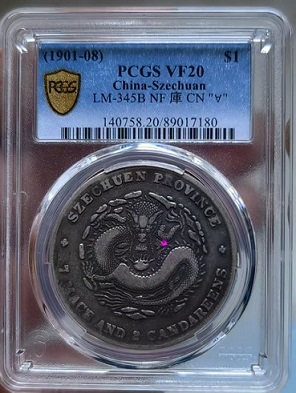 (1901-08) $1
PCGS VF20
China-Szechuan
LM-345B NF 庫 CN "∀"
140758.20/89017180
PCGS
SZECHUEN PROVINCE
7 MACE AND 2 CANDAREENS